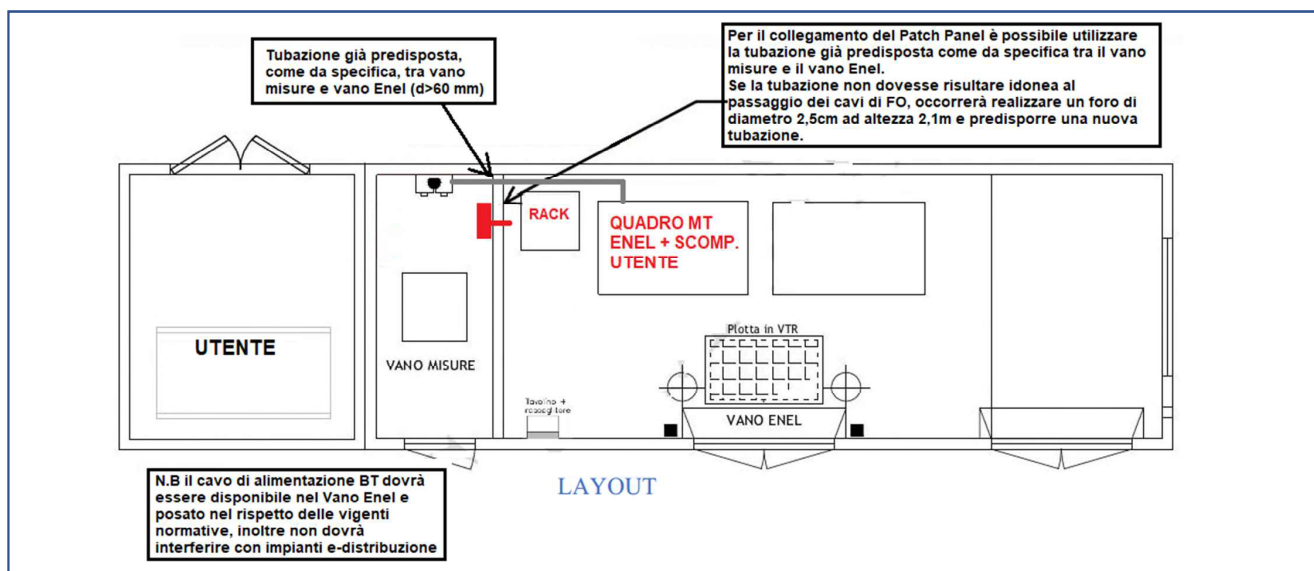 Tubazione già predisposta,
come da specifica, tra vano
misure e vano Enel (d>60 mm)
Per il collegamento del Patch Panel è possibile utilizzare
la tubazione già predisposta come da specifica tra il vano
misure e il vano Enel.
Se la tubazione non dovesse risultare idonea al
passaggio dei cavi di FO, occorrerà realizzare un foro di
diametro 2,5cm ad altezza 2,1m e predisporre una nuova
tubazione.
RACK
QUADRO MT
ENEL + SCOMP.
UTENTE
UTENTE
VANO MISURE
Plotta in VTR
Tavolino +
VANO ENEL
LAYOUT
N.B il cavo di alimentazione BT dovrà
essere disponibile nel Vano Enel e
posato nel rispetto delle vigenti
normative, inoltre non dovrà
interferire con impianti e-distribuzione